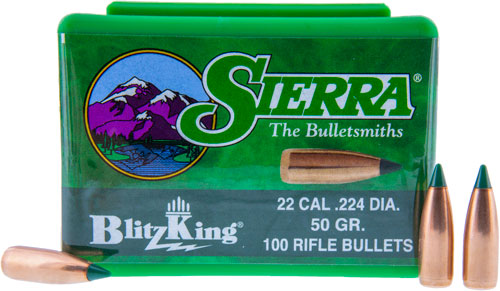 SIERRA®
The Bulletsmiths
22 CAL .224 DIA.
50 GR.
BlitzKing®
100 RIFLE BULLETS